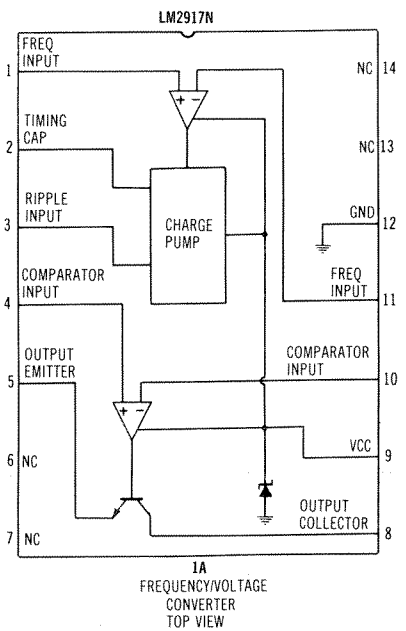 LM2917N
FREQ
INPUT
1
NC 14
+ -
TIMING
CAP
2
NC 13
RIPPLE
INPUT
3
CHARGE
PUMP
GND
12
COMPARATOR
INPUT
4
FREQ
INPUT
11
OUTPUT
EMITTER
5
COMPARATOR
INPUT
10
+ -
6 NC
VCC
9
7 NC
OUTPUT
COLLECTOR
8
1A
FREQUENCY/VOLTAGE
CONVERTER
TOP VIEW